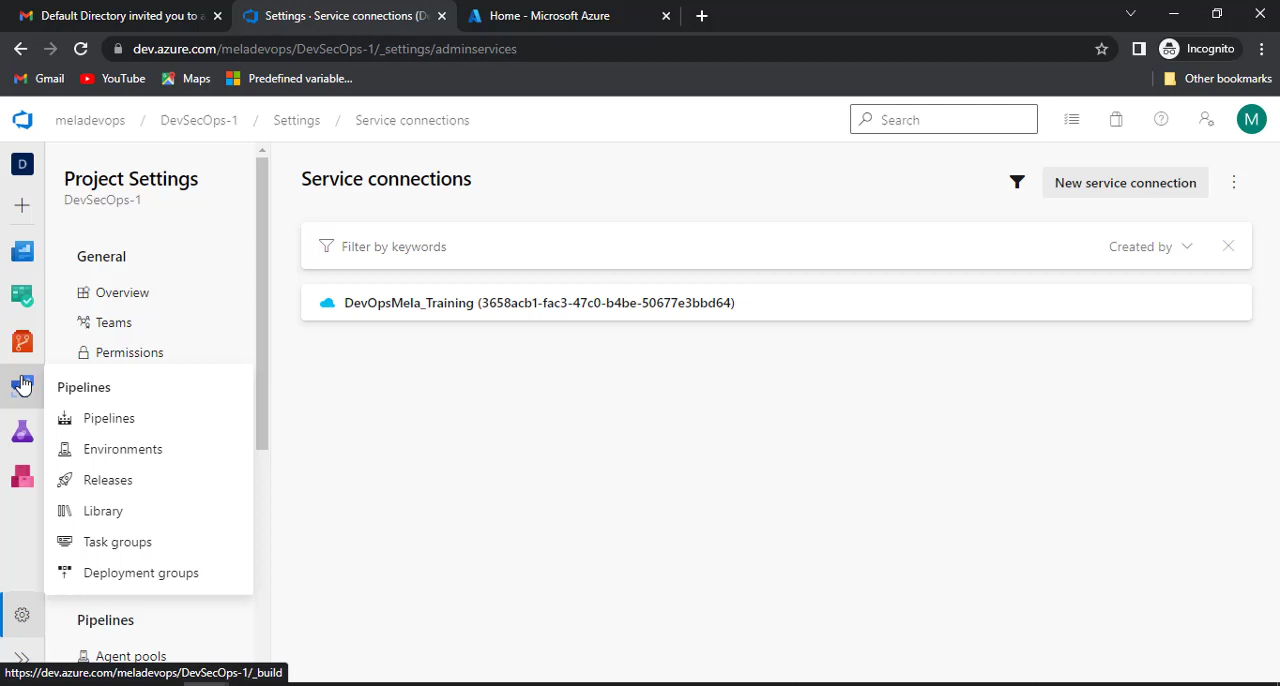 Default Directory invited you to a
Settings · Service connections (D
Home - Microsoft Azure
dev.azure.com/meladevops/DevSecOps-1/_settings/adminservices
Incognito
Gmail
YouTube
Maps
Predefined variable...
Other bookmarks
meladevops / DevSecOps-1 / Settings / Service connections
Search
M
D
Project Settings
DevSecOps-1
General
Overview
Teams
Permissions
Pipelines
Pipelines
Environments
Releases
Library
Task groups
Deployment groups
Pipelines
Agent pools
Service connections
New service connection
Filter by keywords
Created by
DevOpsMela_Training (3658acb1-fac3-47c0-b4be-50677e3bbd64)
https://dev.azure.com/meladevops/DevSecOps-1/_build